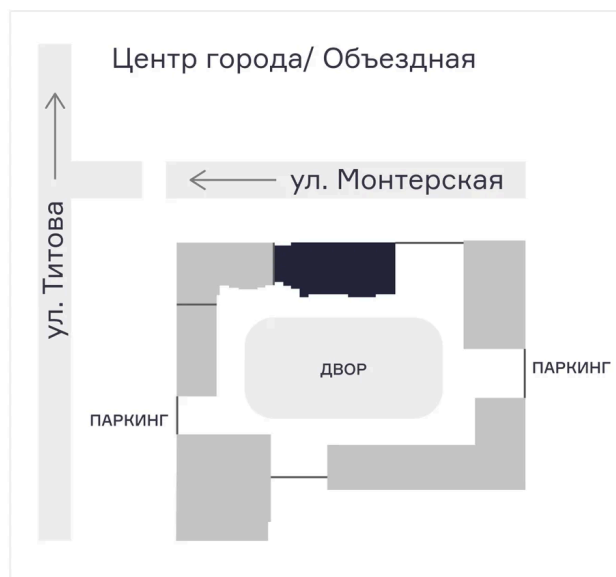 Центр города/ Объездная
ул. Монтерская
ул. Титова
ДВОР
ПАРКИНГ
ПАРКИНГ